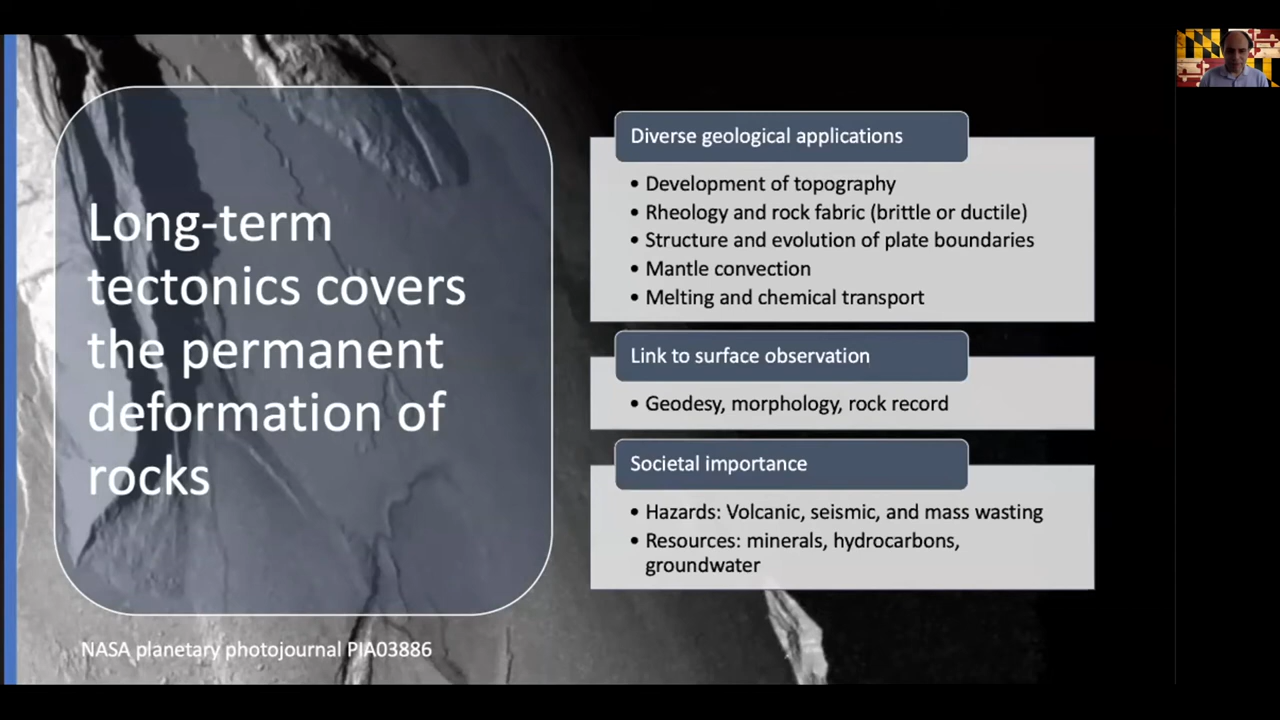 Long-term
tectonics covers
the permanent
deformation of
rocks
NASA planetary photojournal PIA03886
Diverse geological applications
• Development of topography
• Rheology and rock fabric (brittle or ductile)
• Structure and evolution of plate boundaries
• Mantle convection
• Melting and chemical transport
Link to surface observation
• Geodesy, morphology, rock record
Societal importance
• Hazards: Volcanic, seismic, and mass wasting
• Resources: minerals, hydrocarbons,
groundwater